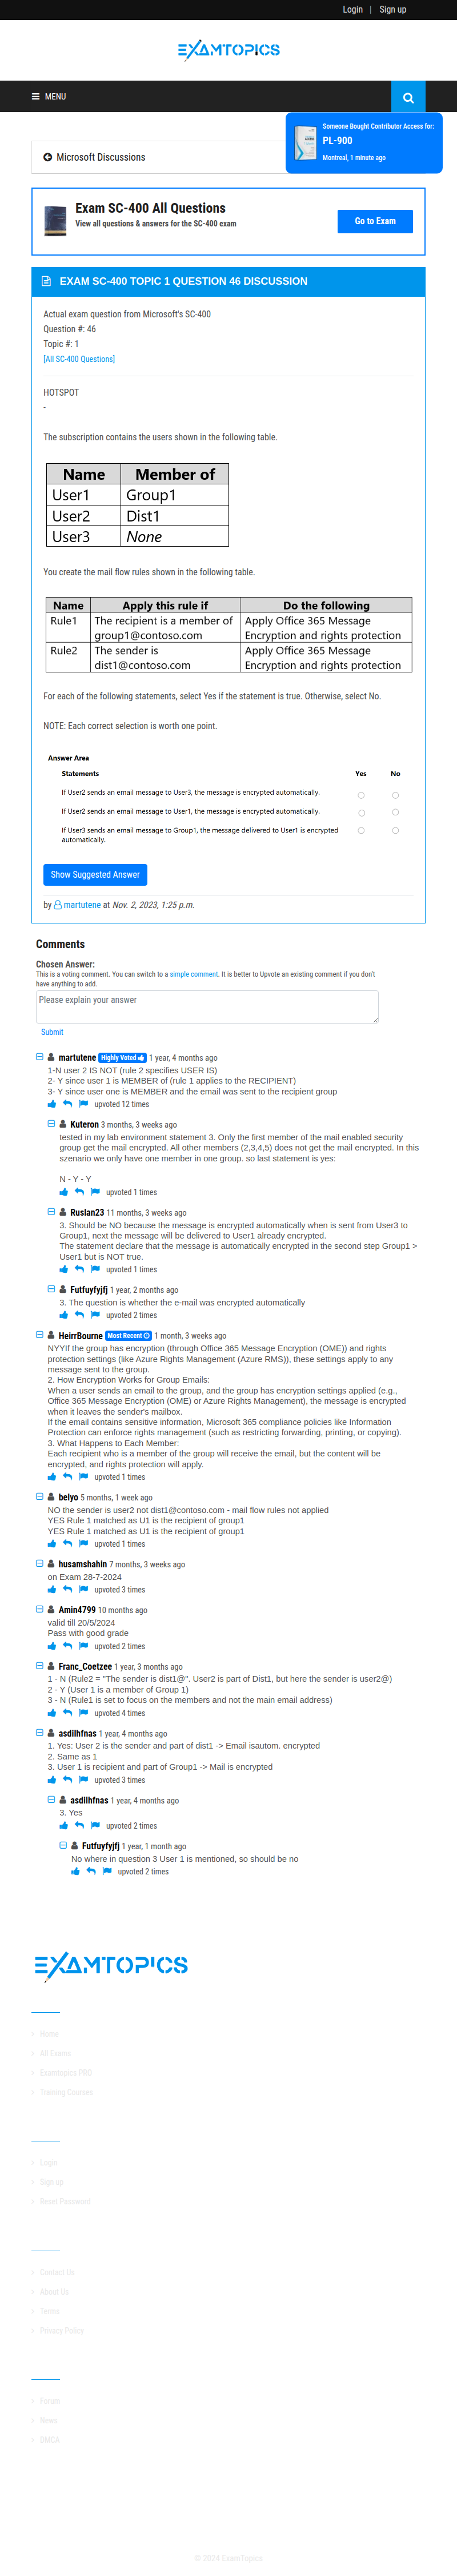 Login | Sign up
EXAMTOPICS
MENU
Someone Bought Contributor Access for:
PL-900
Montreal, 1 minute ago
Microsoft Discussions
Exam SC-400 All Questions
View all questions & answers for the SC-400 exam
Go to Exam
EXAM SC-400 TOPIC 1 QUESTION 46 DISCUSSION
Actual exam question from Microsoft's SC-400
Question #: 46
Topic #: 1
[All SC-400 Questions]
HOTSPOT
-
The subscription contains the users shown in the following table.
Name Member of
User1 Group1
User2 Dist1
User3 None
You create the mail flow rules shown in the following table.
Name Apply this rule if Do the following
Rule1 The recipient is a member of Apply Office 365 Message
group1@contoso.com Encryption and rights protection
Rule2 The sender is Apply Office 365 Message
dist1@contoso.com Encryption and rights protection
For each of the following statements, select Yes if the statement is true. Otherwise, select No.
NOTE: Each correct selection is worth one point.
Answer Area
Statements Yes No
If User2 sends an email message to User3, the message is encrypted automatically.
If User2 sends an email message to User1, the message is encrypted automatically.
If User3 sends an email message to Group1, the message delivered to User1 is encrypted
automatically.
Show Suggested Answer
by martutene at Nov. 2, 2023, 1:25 p.m.
Comments
Chosen Answer:
This is a voting comment. You can switch to a simple comment. It is better to Upvote an existing comment if you don't
have anything to add.
Please explain your answer
Submit
martutene Highly Voted 1 year, 4 months ago
1-N user 2 IS NOT (rule 2 specifies USER IS)
2- Y since user 1 is MEMBER of (rule 1 applies to the RECIPIENT)
3- Y since user one is MEMBER and the email was sent to the recipient group
upvoted 12 times
Kuteron 3 months, 3 weeks ago
tested in my lab environment statement 3. Only the first member of the mail enabled security
group get the mail encrypted. All other members (2,3,4,5) does not get the mail encrypted. In this
szenario we only have one member in one group. so last statement is yes:
N - Y - Y
upvoted 1 times
Ruslan23 11 months, 3 weeks ago
3. Should be NO because the message is encrypted automatically when is sent from User3 to
Group1, next the message will be delivered to User1 already encrypted.
The statement declare that the message is automatically encrypted in the second step Group1 >
User1 but is NOT true.
upvoted 1 times
Futfuyfyjfj 1 year, 2 months ago
3. The question is whether the e-mail was encrypted automatically
upvoted 2 times
HeirrBourne Most Recent 1 month, 3 weeks ago
NYYIf the group has encryption (through Office 365 Message Encryption (OME)) and rights
protection settings (like Azure Rights Management (Azure RMS)), these settings apply to any
message sent to the group.
2. How Encryption Works for Group Emails:
When a user sends an email to the group, and the group has encryption settings applied (e.g.,
Office 365 Message Encryption (OME) or Azure Rights Management), the message is encrypted
when it leaves the sender's mailbox.
If the email contains sensitive information, Microsoft 365 compliance policies like Information
Protection can enforce rights management (such as restricting forwarding, printing, or copying).
3. What Happens to Each Member:
Each recipient who is a member of the group will receive the email, but the content will be
encrypted, and rights protection will apply.
upvoted 1 times
belyo 5 months, 1 week ago
NO the sender is user2 not dist1@contoso.com - mail flow rules not applied
YES Rule 1 matched as U1 is the recipient of group1
YES Rule 1 matched as U1 is the recipient of group1
upvoted 1 times
husamshahin 7 months, 3 weeks ago
on Exam 28-7-2024
upvoted 3 times
Amin4799 10 months ago
valid till 20/5/2024
Pass with good grade
upvoted 2 times
Franc_Coetzee 1 year, 3 months ago
1 - N (Rule2 = "The sender is dist1@". User2 is part of Dist1, but here the sender is user2@)
2 - Y (User 1 is a member of Group 1)
3 - N (Rule1 is set to focus on the members and not the main email address)
upvoted 4 times
asdilhfnas 1 year, 4 months ago
1. Yes: User 2 is the sender and part of dist1 -> Email isautom. encrypted
2. Same as 1
3. User 1 is recipient and part of Group1 -> Mail is encrypted
upvoted 3 times
asdilhfnas 1 year, 4 months ago
3. Yes
upvoted 2 times
Futfuyfyjfj 1 year, 1 month ago
No where in question 3 User 1 is mentioned, so should be no
upvoted 2 times
EXAMTOPICS
Home
All Exams
Examtopics PRO
Training Courses
Login
Sign up
Reset Password
Contact Us
About Us
Terms
Privacy Policy
Forum
News
DMCA
© 2024 ExamTopics